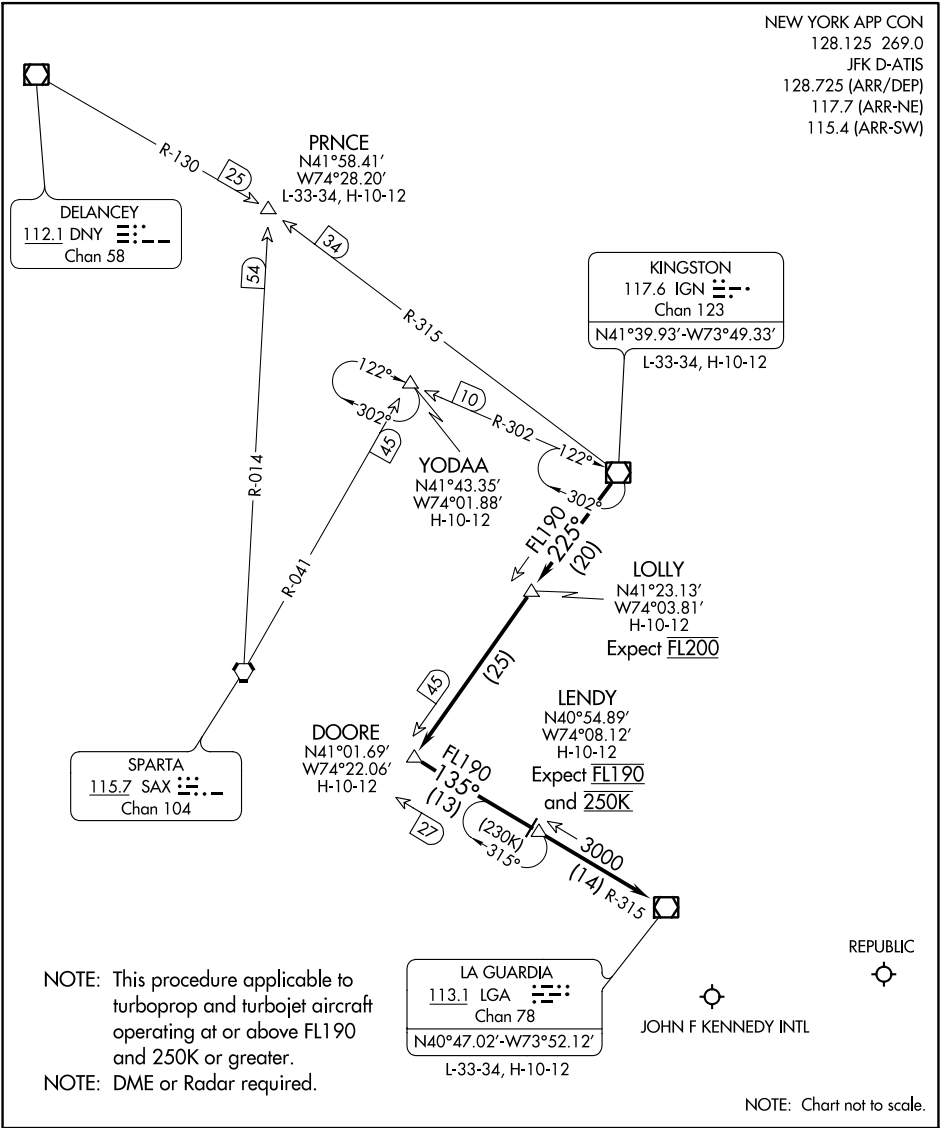 NEW YORK APP CON
128.125 269.0
JFK D-ATIS
128.725 (ARR/DEP)
117.7 (ARR-NE)
115.4 (ARR-SW)
PRNCE
N41°58.41'
W74°28.20'
L-33-34, H-10-12
R-130
25
DELANCEY
112.1 DNY
Chan 58
34
54
R-315
KINGSTON
117.6 IGN
Chan 123
N41°39.93'-W73°49.33'
L-33-34, H-10-12
122°
302°
10
R-302
122°
302°
45
YODAA
N41°43.35'
W74°01.88'
H-10-12
R-014
R-041
FL190
225°
(20)
LOLLY
N41°23.13'
W74°03.81'
H-10-12
Expect FL200
(25)
45
LENDY
N40°54.89'
W74°08.12'
H-10-12
Expect FL190
and 250K
DOORE
N41°01.69'
W74°22.06'
H-10-12
FL190
135°
(13)
27
(230K)
315°
3000
(14)
R-315
SPARTA
115.7 SAX
Chan 104
LA GUARDIA
113.1 LGA
Chan 78
N40°47.02'-W73°52.12'
L-33-34, H-10-12
REPUBLIC
JOHN F KENNEDY INTL
NOTE: This procedure applicable to
turboprop and turbojet aircraft
operating at or above FL190
and 250K or greater.
NOTE: DME or Radar required.
NOTE: Chart not to scale.